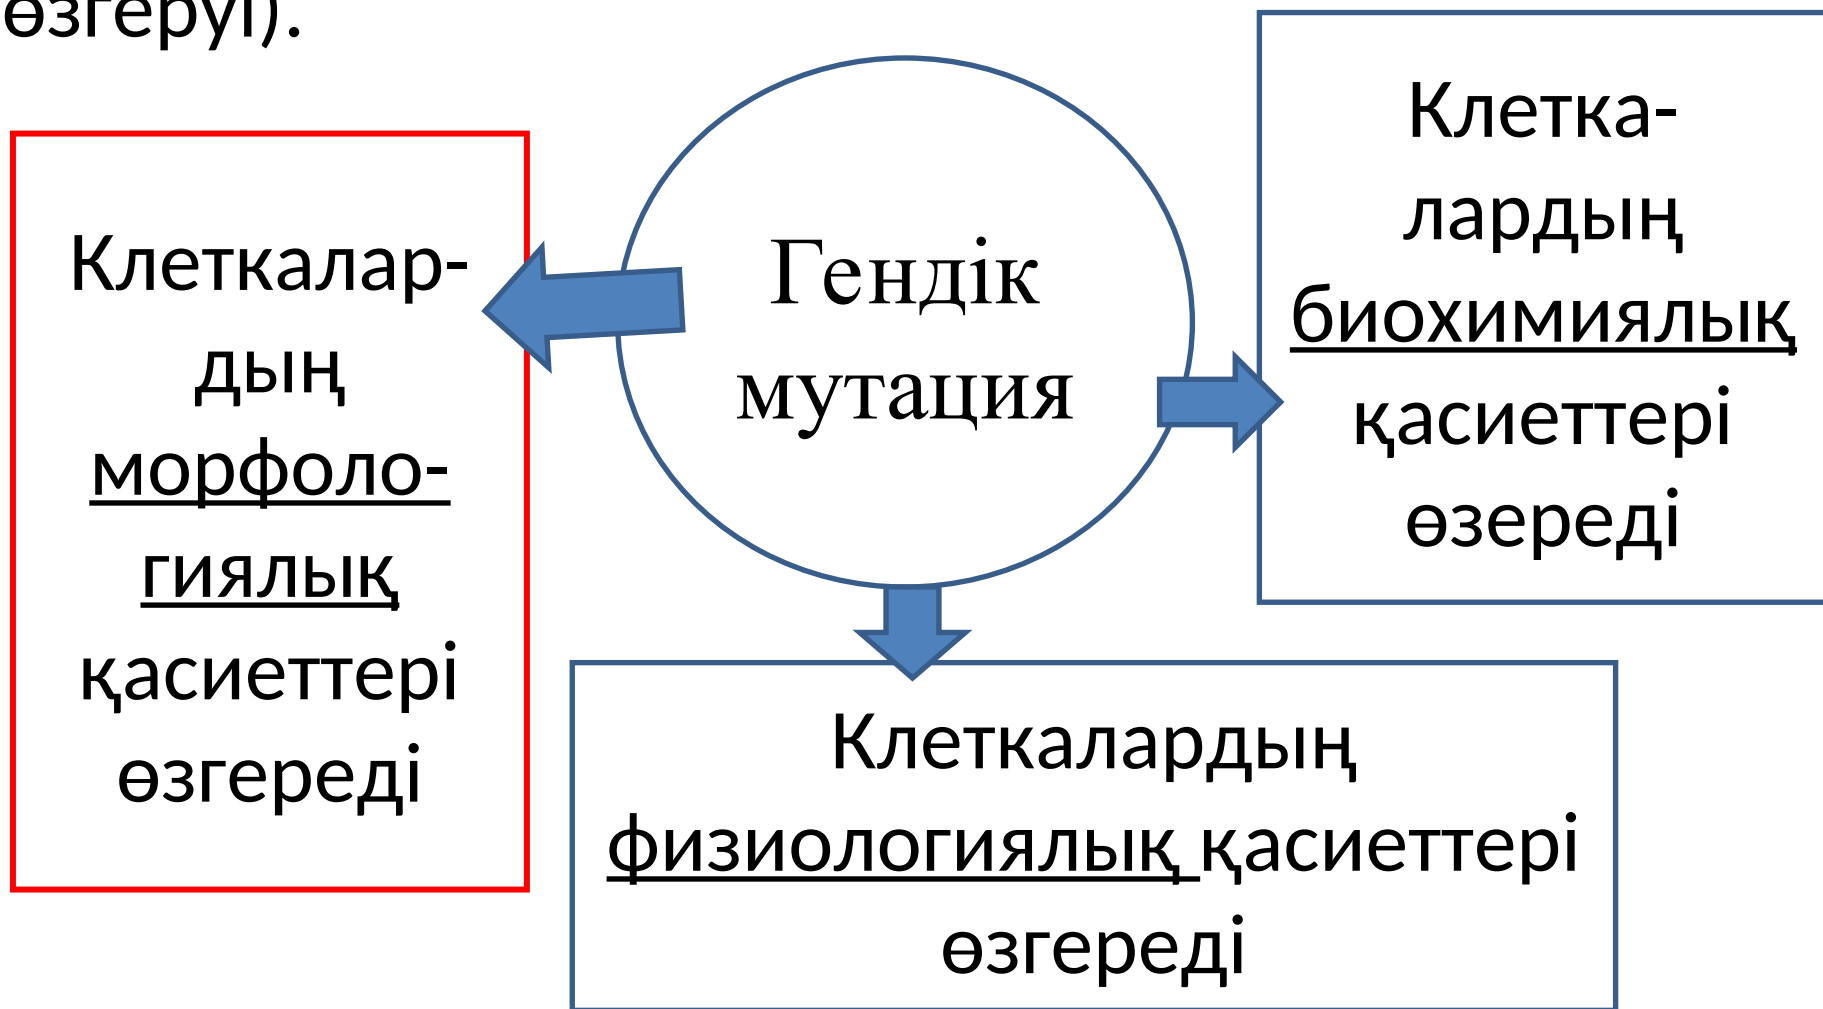 өзгеруі).
Клеткалар-
дың
морфоло-
гиялық
қасиеттері
өзгереді
Гендік
мутация
Клетка-
лардың
биохимиялық
қасиеттері
өзереді
Клеткалардың
физиологиялық қасиеттері
өзгереді